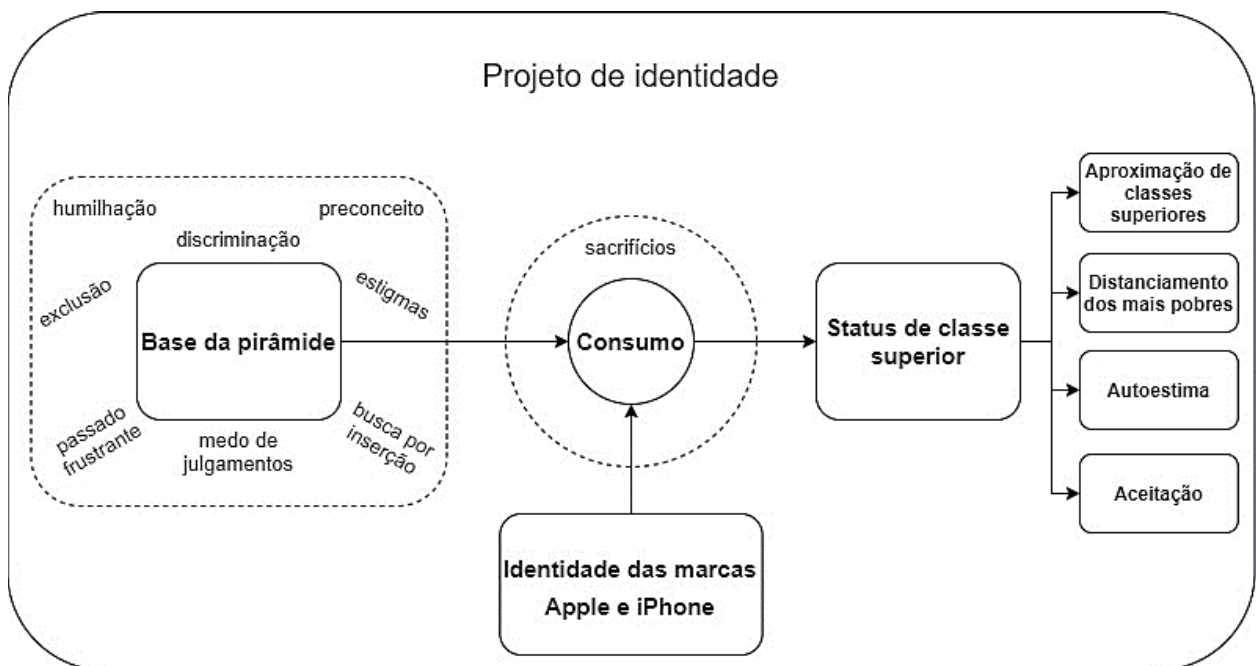 Projeto de identidade
humilhação
preconceito
discriminação
exclusão
estigmas
Base da pirâmide
passado
frustrante
medo de
julgamentos
busca por
inserção
sacrifícios
Consumo
Identidade das marcas
Apple e iPhone
Status de classe
superior
Aproximação de
classes
superiores
Distanciamento
dos mais pobres
Autoestima
Aceitação